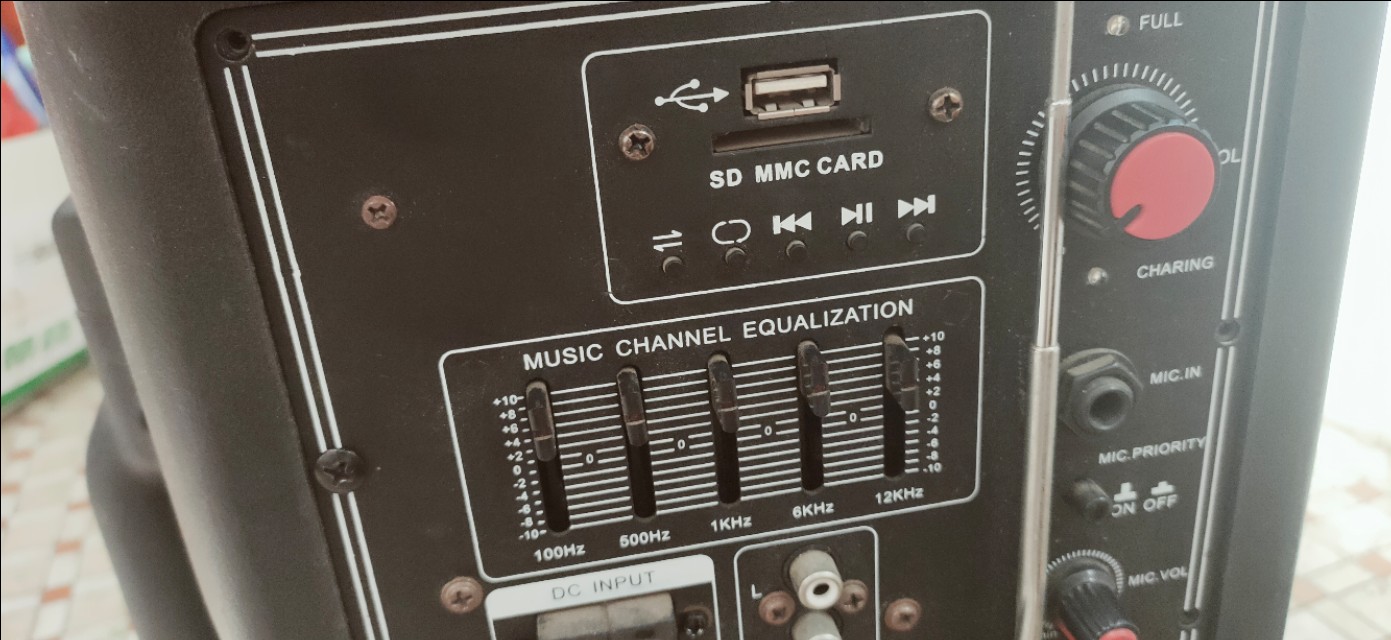 FULL
SD MMC CARD
OL
CHARING
MUSIC CHANNEL EQUALIZATION
+10
+8
+6
+4
+2
0
-2
-4
-6
-8
-10
0
0
0
0
+10
+8
+6
+4
+2
0
-2
-4
-6
-8
-10
100Hz 500Hz 1KHz 6KHz 12KHz
MIC.IN
MIC.PRIORITY
ON OFF
DC INPUT
L
MIC.VOL